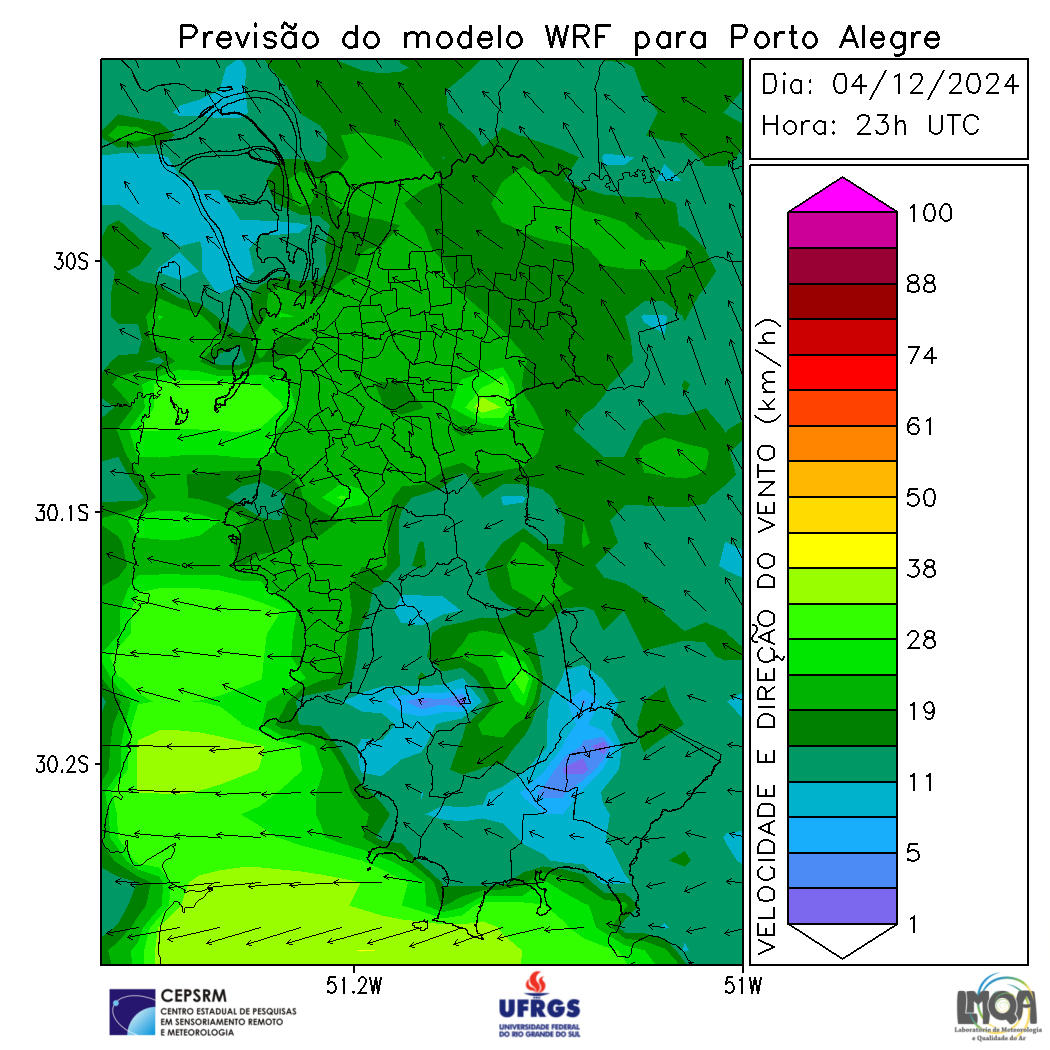 Previsão do modelo WRF para Porto Alegre
Dia: 04/12/2024
Hora: 23h UTC
100
88
74
61
50
38
28
19
11
5
1
VELOCIDADE E DIREÇÃO DO VENTO (km/h)
30S
30.1S
30.2S
51.2W
51W
CEPSRM
CENTRO ESTADUAL DE PESQUISAS
EM SENSORIAMENTO REMOTO
E METEOROLOGIA
UFRGS
UNIVERSIDADE FEDERAL
DO RIO GRANDE DO SUL
LMQA
Laboratório de Meteorologia
e Qualidade do Ar